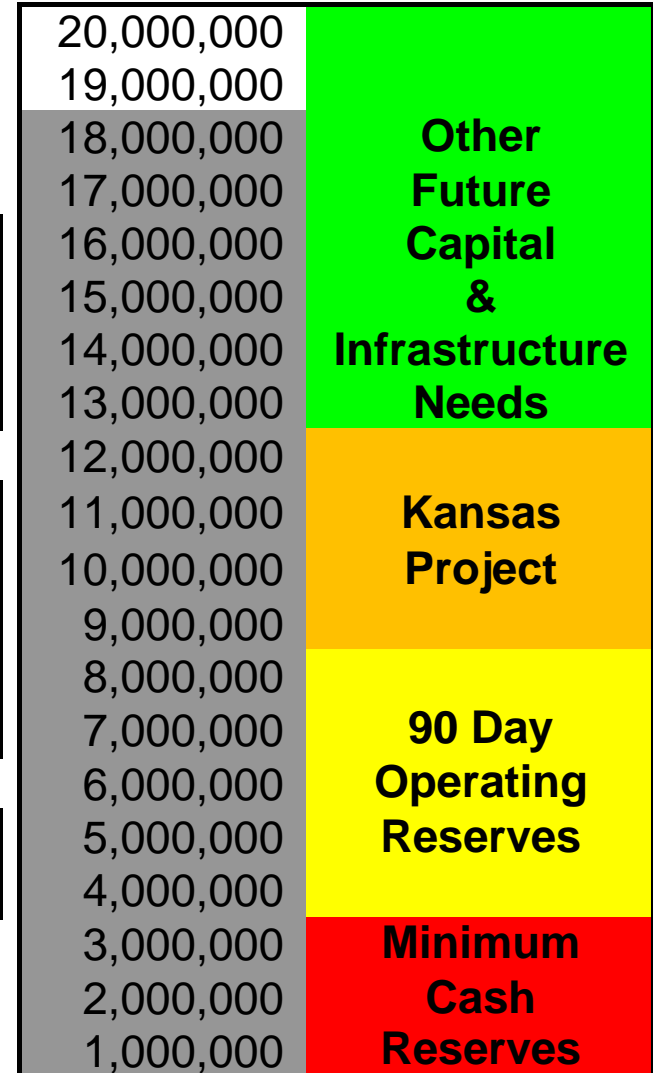 20,000,000
19,000,000
18,000,000 Other
17,000,000 Future
16,000,000 Capital
15,000,000 &
14,000,000 Infrastructure
13,000,000 Needs
12,000,000
11,000,000 Kansas
10,000,000 Project
9,000,000
8,000,000
7,000,000 90 Day
6,000,000 Operating
5,000,000 Reserves
4,000,000
3,000,000 Minimum
2,000,000 Cash
1,000,000 Reserves